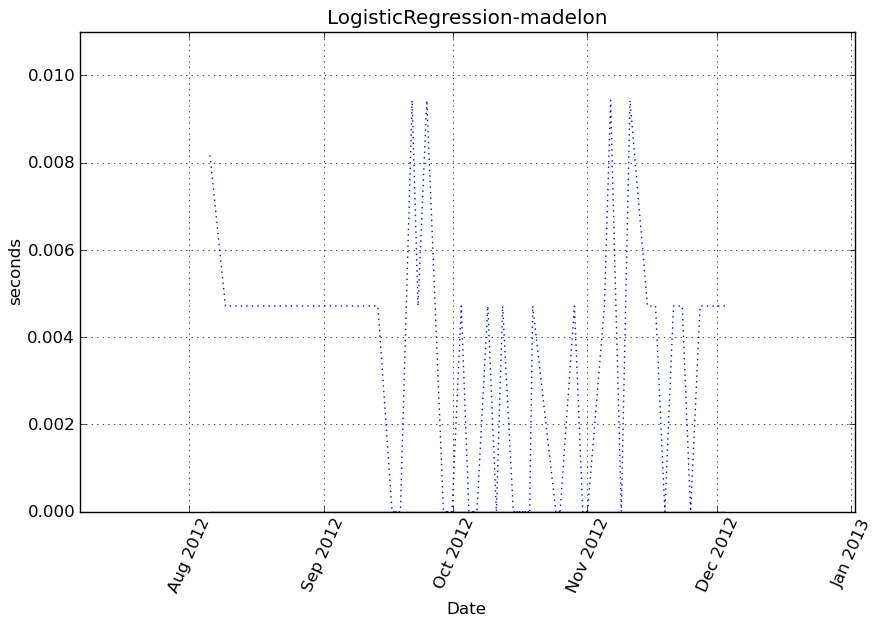 LogisticRegression-madelon
0.010
0.008
0.006
0.004
0.002
0.000
seconds
Aug 2012
Sep 2012
Oct 2012
Nov 2012
Dec 2012
Jan 2013
Date